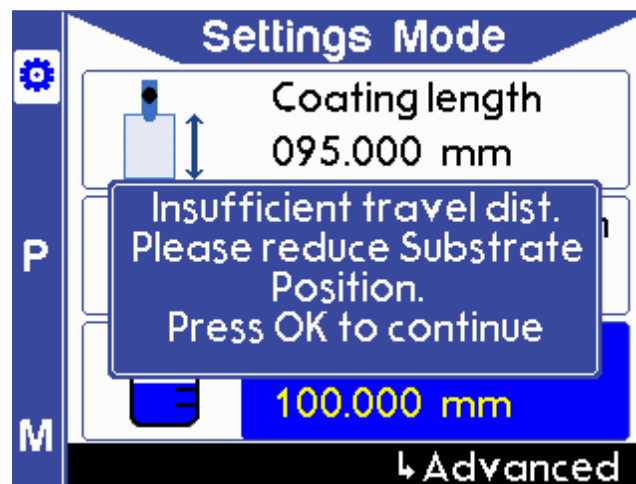 Settings Mode
Coating length
095.000 mm
Insufficient travel dist.
Please reduce Substrate
Position.
Press OK to continue
P
100.000 mm
M
↳ Advanced